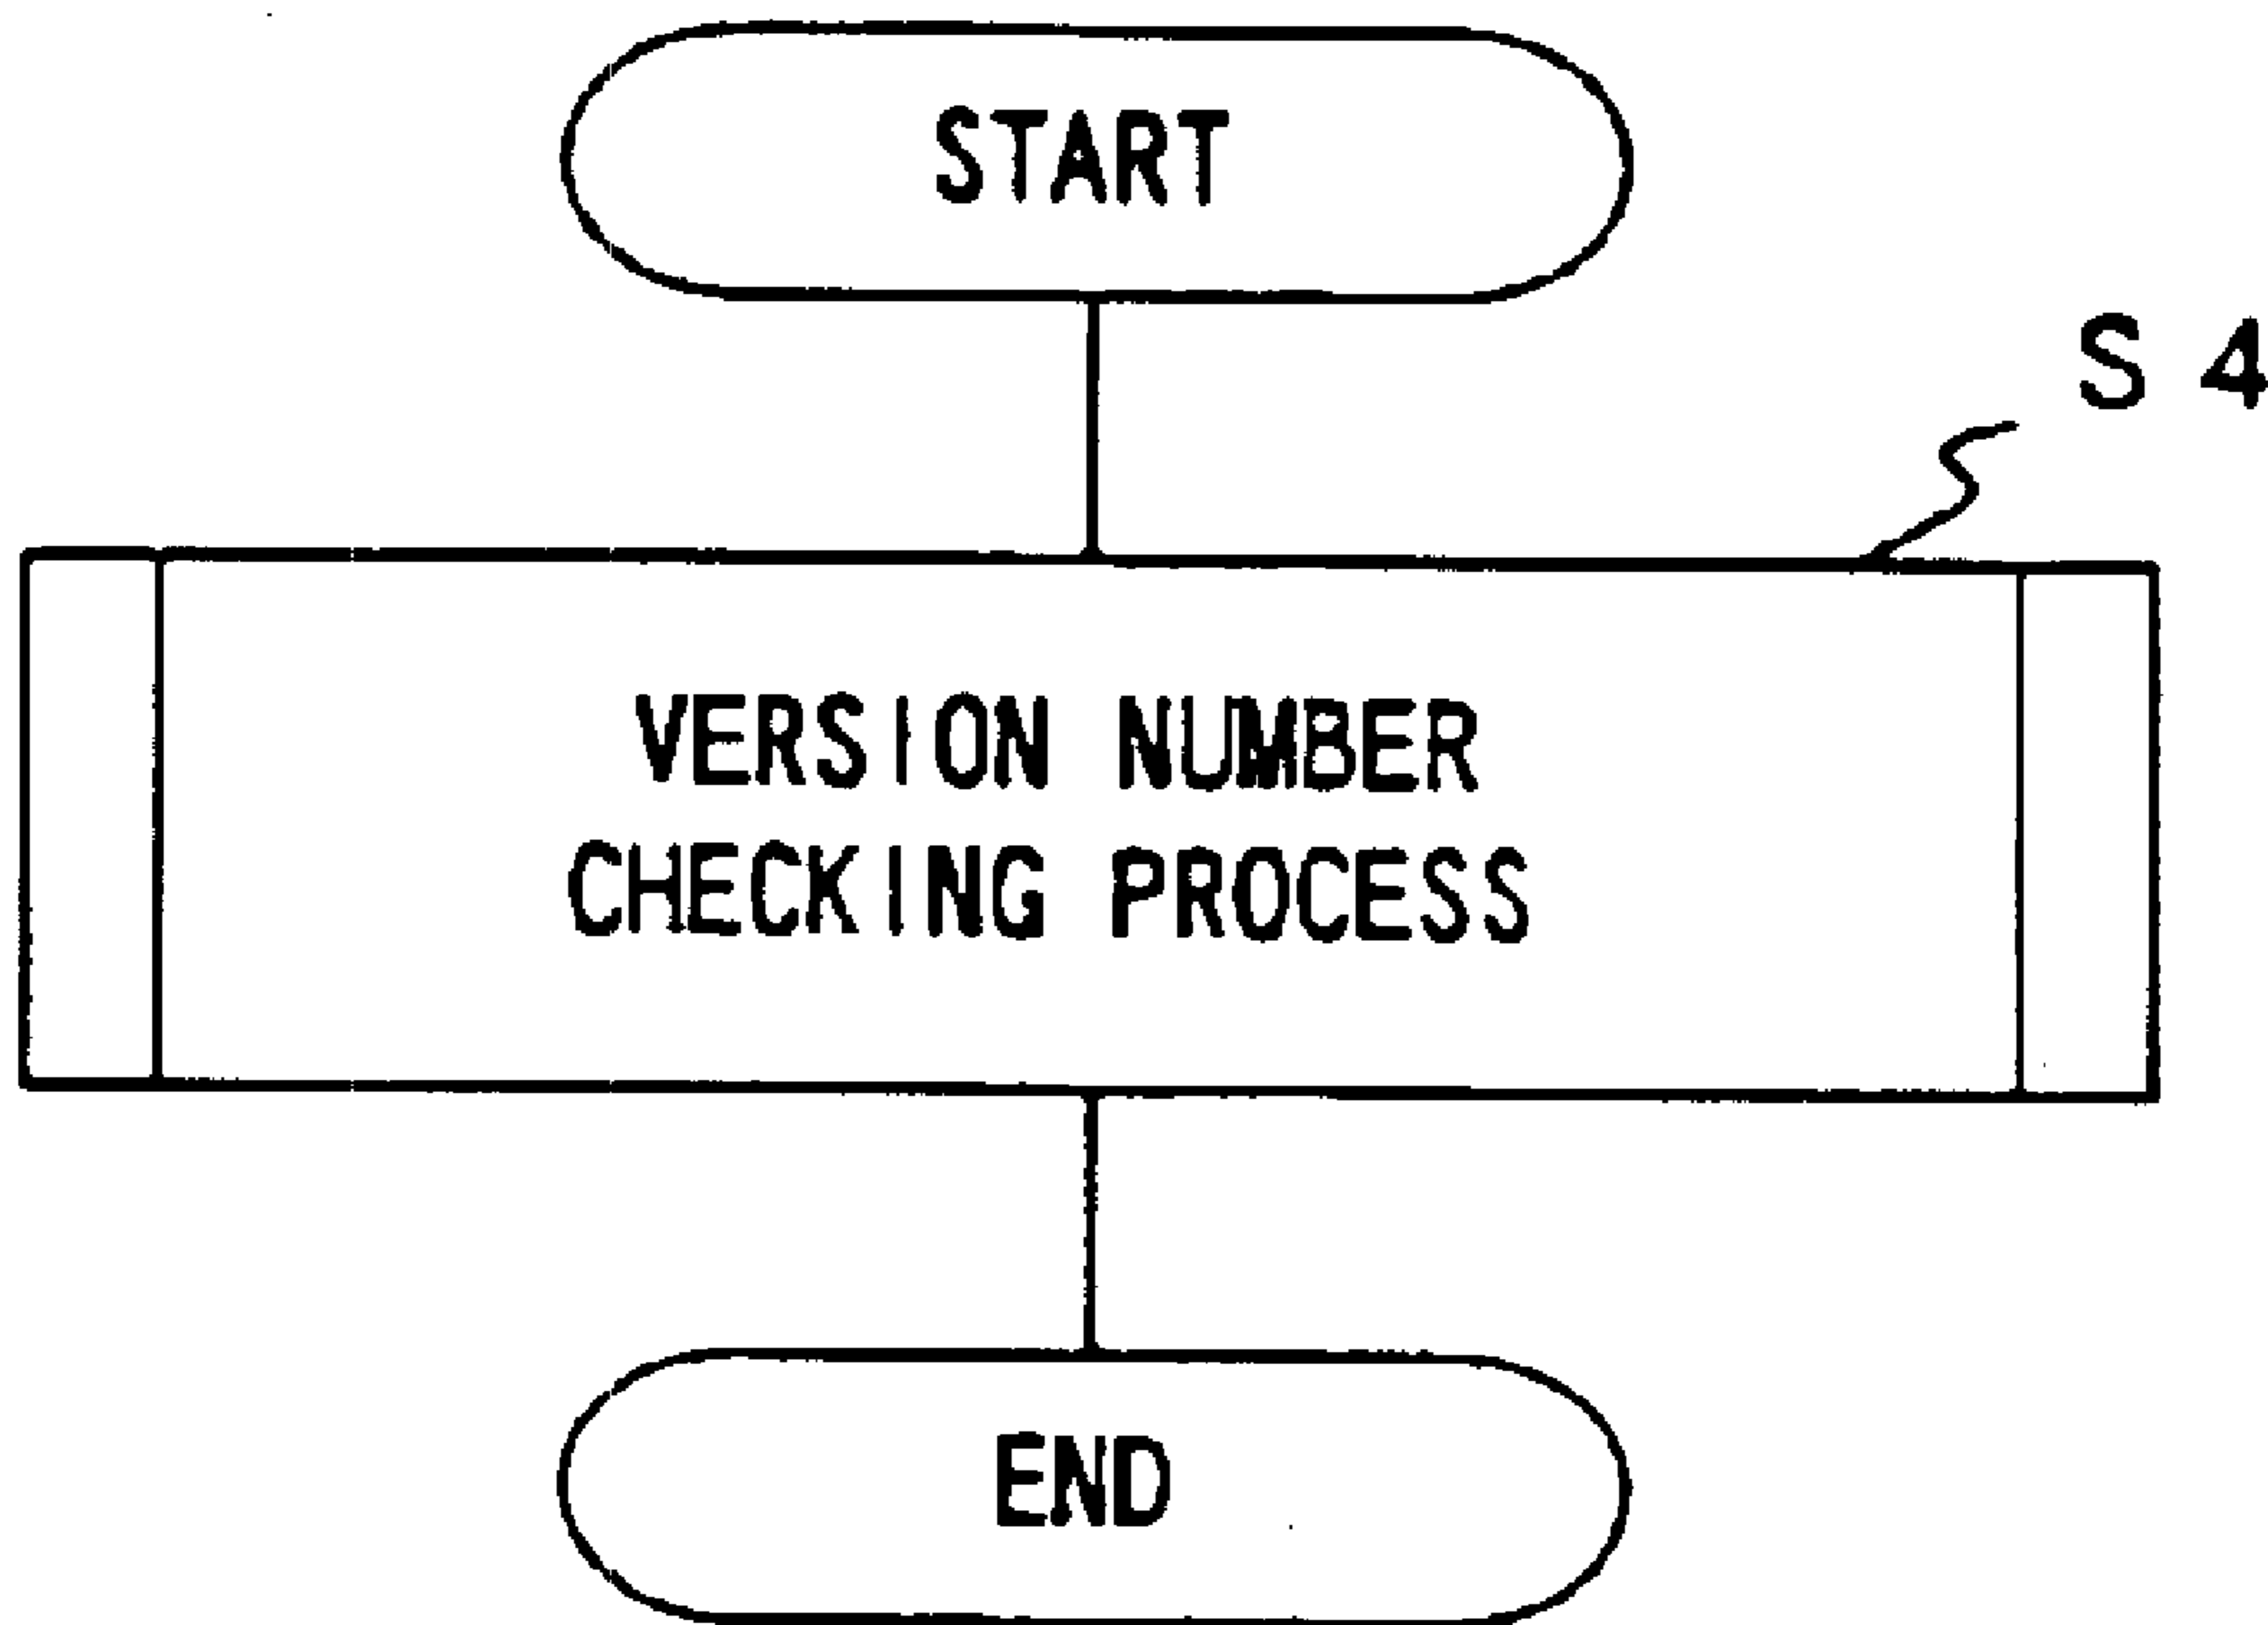 START
S 4
VERSION NUMBER
CHECKING PROCESS
END